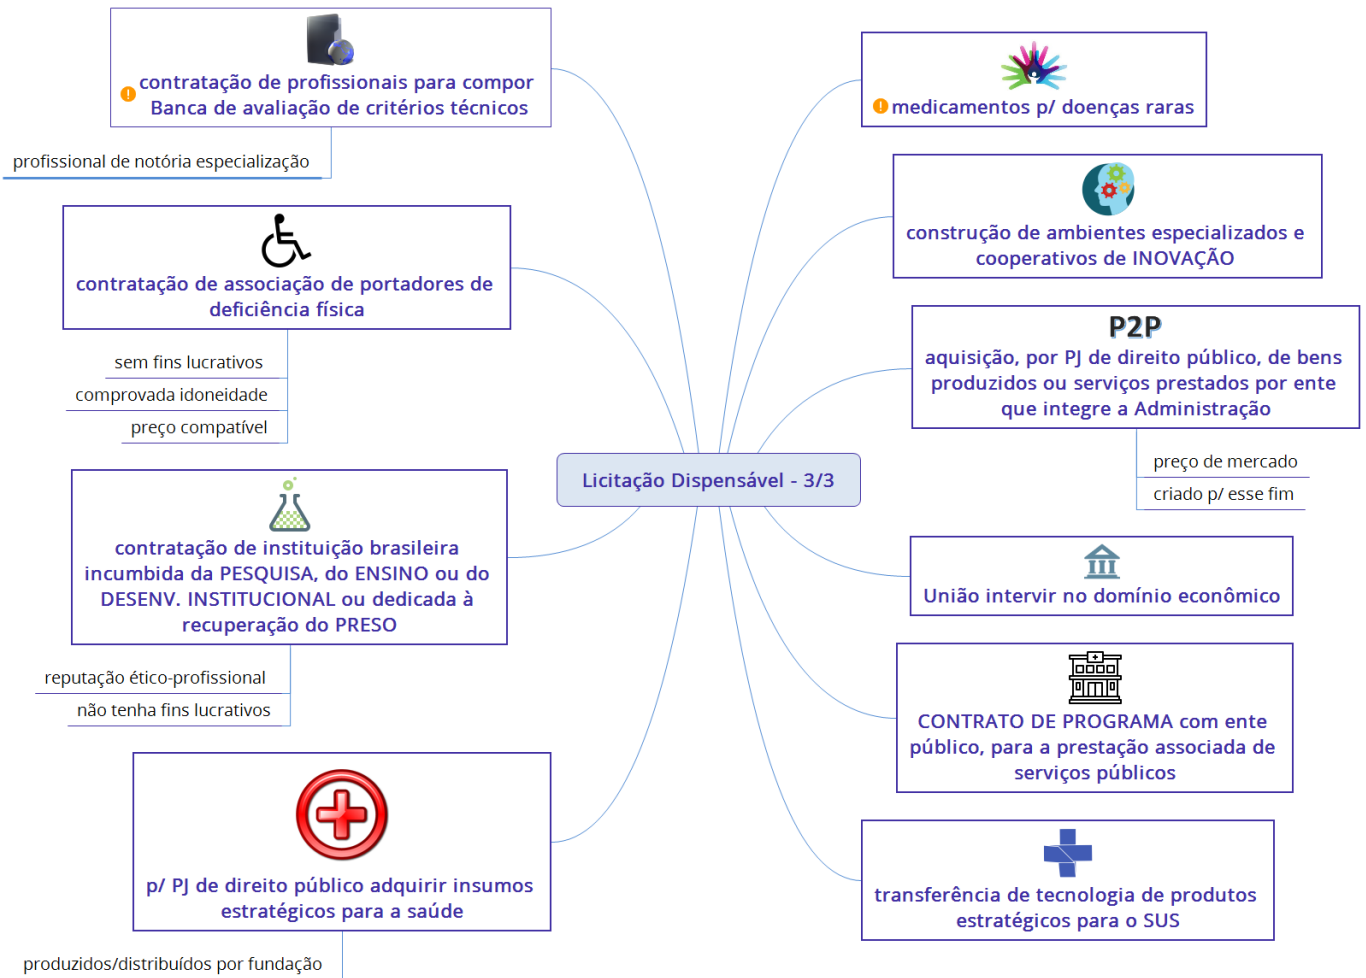 contratação de profissionais para compor
Banca de avaliação de critérios técnicos
profissional de notória especialização
contratação de associação de portadores de
deficiência física
sem fins lucrativos
comprovada idoneidade
preço compatível
contratação de instituição brasileira
incumbida da PESQUISA, do ENSINO ou do
DESENV. INSTITUCIONAL ou dedicada à
recuperação do PRESO
reputação ético-profissional
não tenha fins lucrativos
p/ PJ de direito público adquirir insumos
estratégicos para a saúde
produzidos/distribuídos por fundação
Licitação Dispensável - 3/3
medicamentos p/ doenças raras
construção de ambientes especializados e
cooperativos de INOVAÇÃO
P2P
aquisição, por PJ de direito público, de bens
produzidos ou serviços prestados por ente
que integre a Administração
preço de mercado
criado p/ esse fim
União intervir no domínio econômico
CONTRATO DE PROGRAMA com ente
público, para a prestação associada de
serviços públicos
transferência de tecnologia de produtos
estratégicos para o SUS